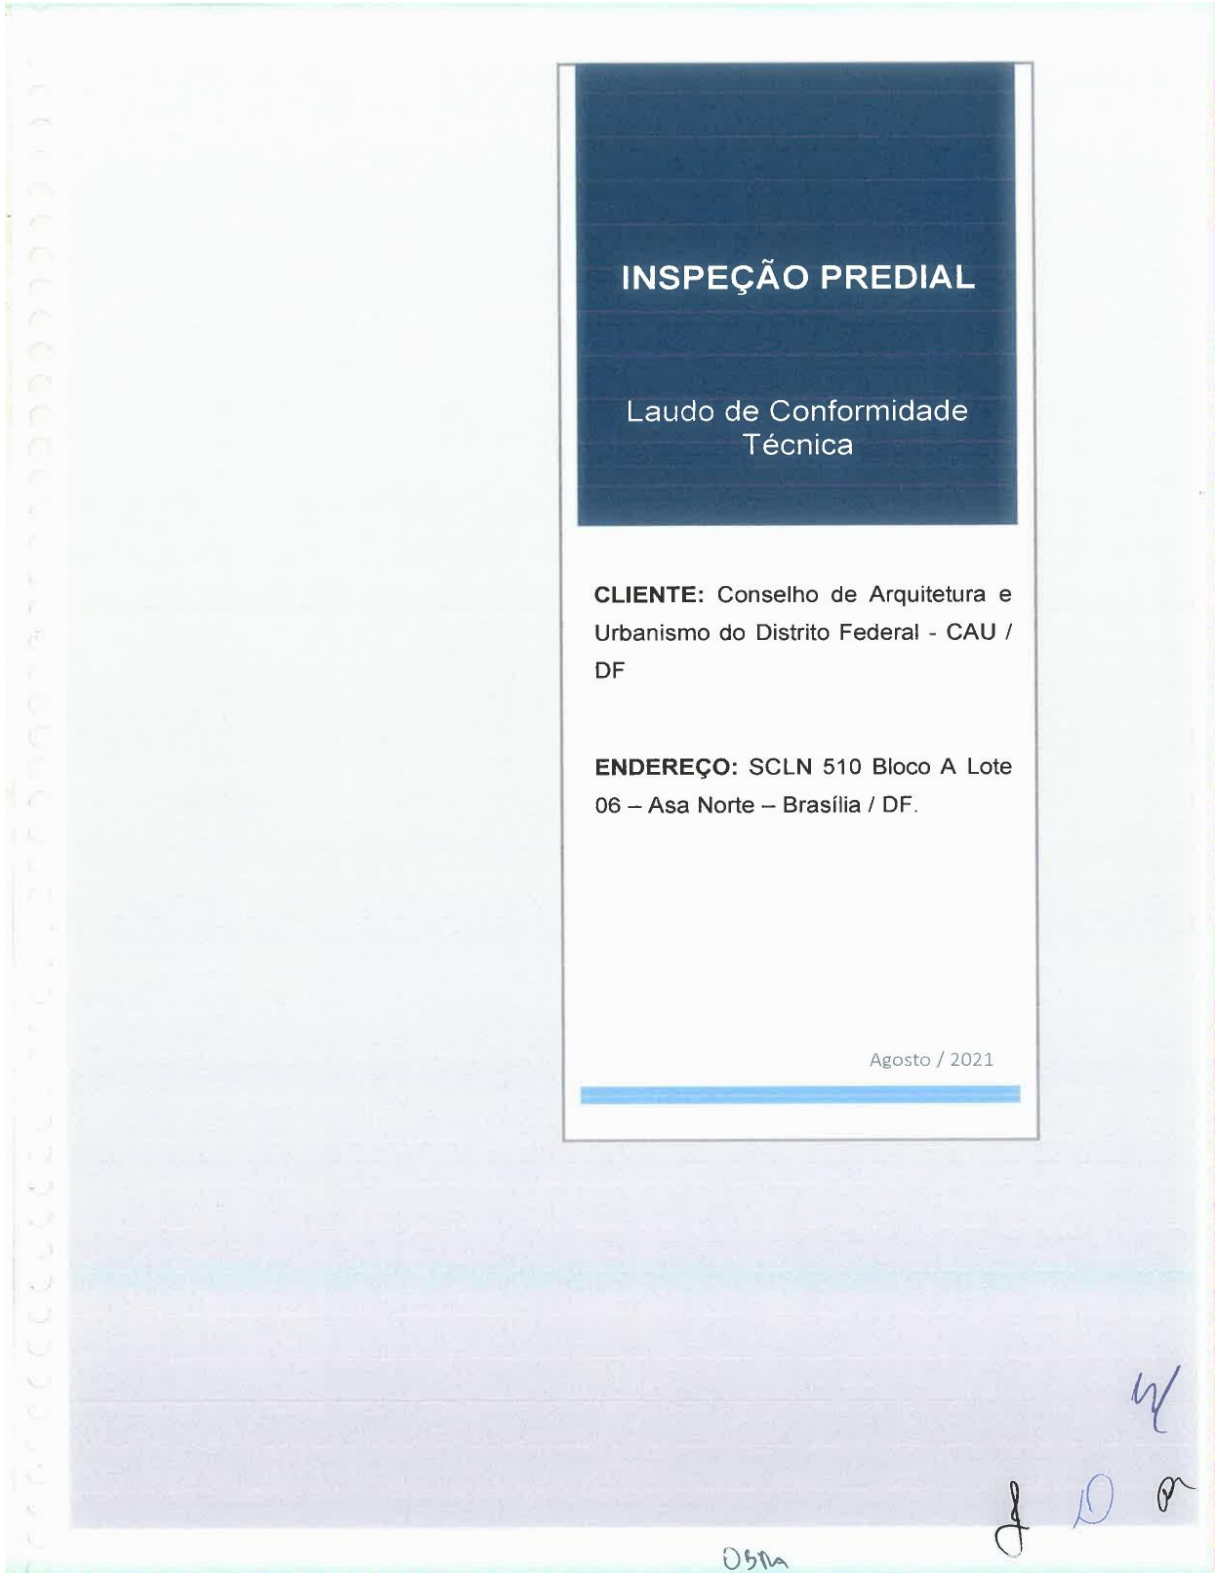 INSPEÇÃO PREDIAL
Laudo de Conformidade
Técnica
CLIENTE: Conselho de Arquitetura e
Urbanismo do Distrito Federal - CAU /
DF
ENDEREÇO: SCLN 510 Bloco A Lote
06 – Asa Norte – Brasília / DF.
Agosto / 2021